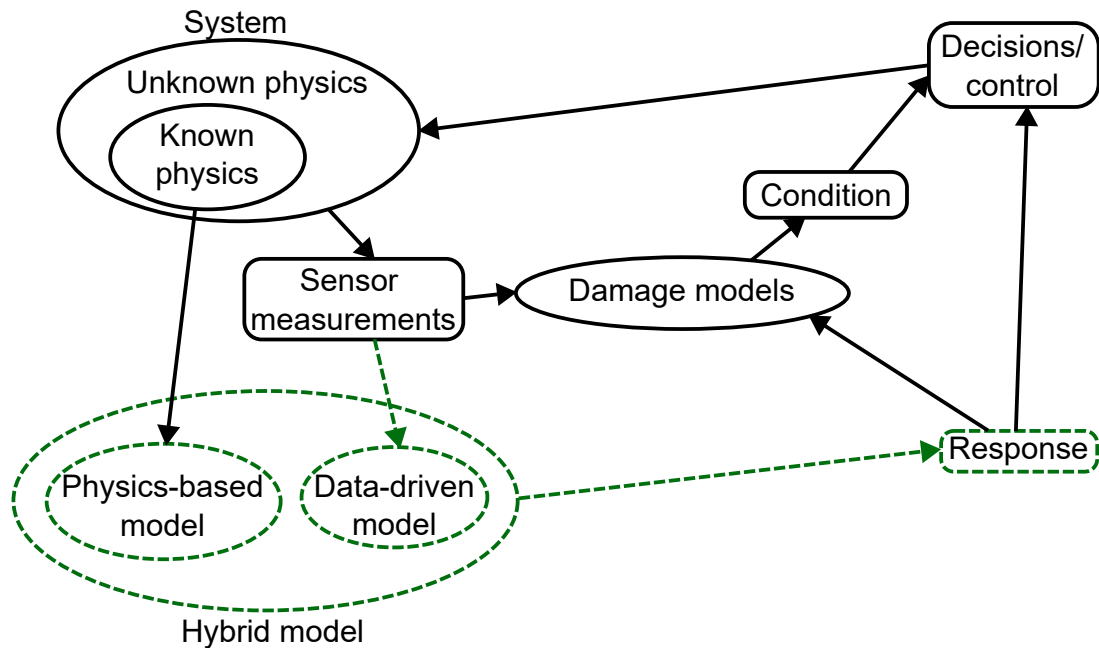 System
Unknown physics
Known
physics
Decisions/
control
Condition
Sensor
measurements
Damage models
Response
Physics-based
model
Data-driven
model
Hybrid model